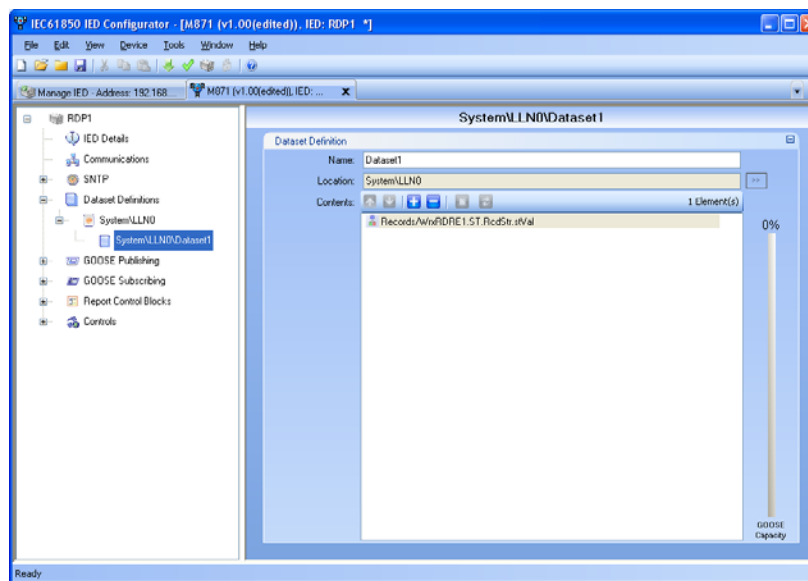 IEC61850 IED Configurator - [M871 (v1.00(edited)), IED: RDP1 *]
File Edit View Device Tools Window Help
Manage IED - Address: 192.168... M871 (v1.00(edited)), IED: ... X
RDP1
IED Details
Communications
SNTP
Dataset Definitions
System\LLN0
System\LLN0\Dataset1
GOOSE Publishing
GOOSE Subscribing
Report Control Blocks
Controls
System\LLN0\Dataset1
Dataset Definition
Name: Dataset1
Location: System\LLN0 >>
Contents: 1 Element(s)
Records/WrxRDRE1.ST.RcdStr.stVal
0%
GOOSE
Capacity
Ready